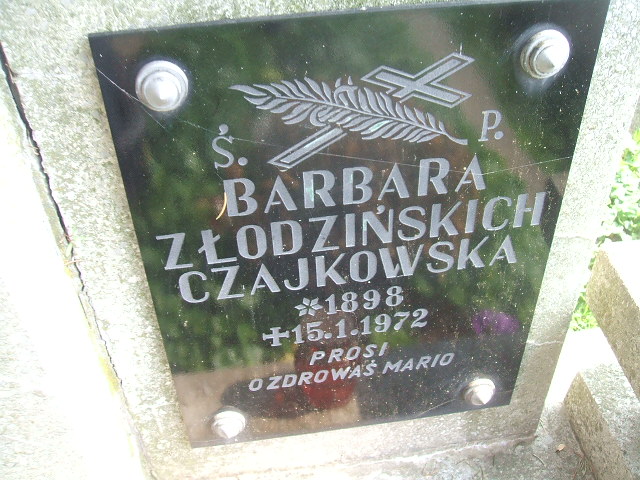 Ś. P.
BARBARA
ZŁODZIŃSKICH
CZAJKOWSKA
* 1898
✝ 15.1.1972
PROSI
O ZDROWAŚ MARIO